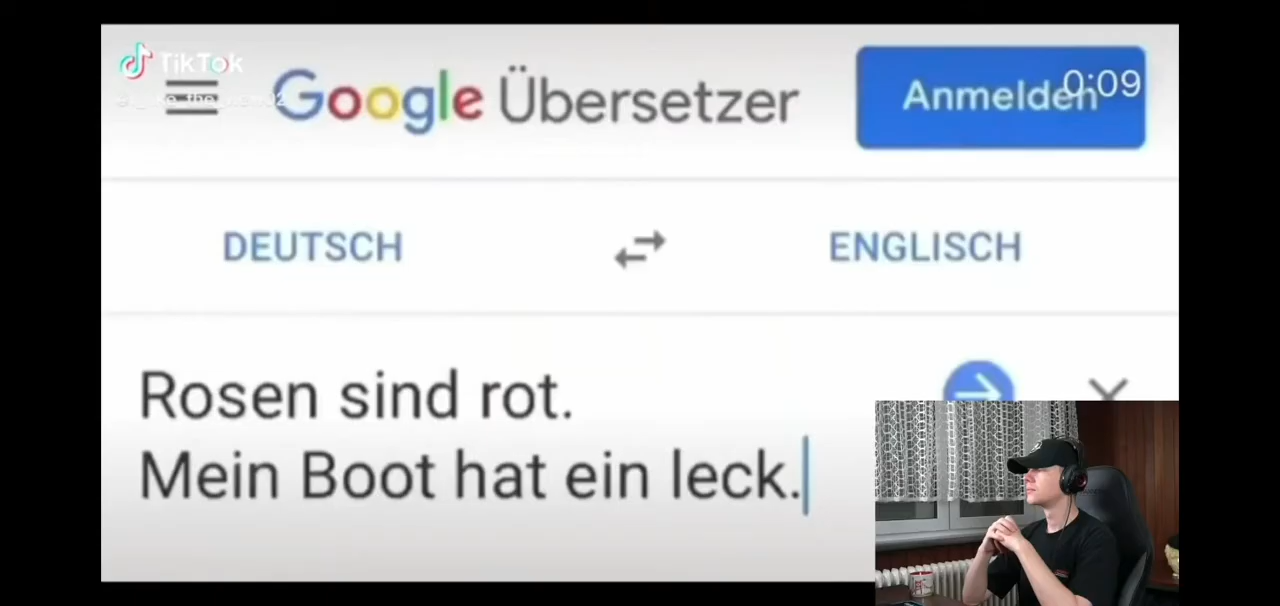 TikTok
Google Übersetzer
Anmelden
0:09
DEUTSCH
ENGLISCH
Rosen sind rot.
Mein Boot hat ein leck.